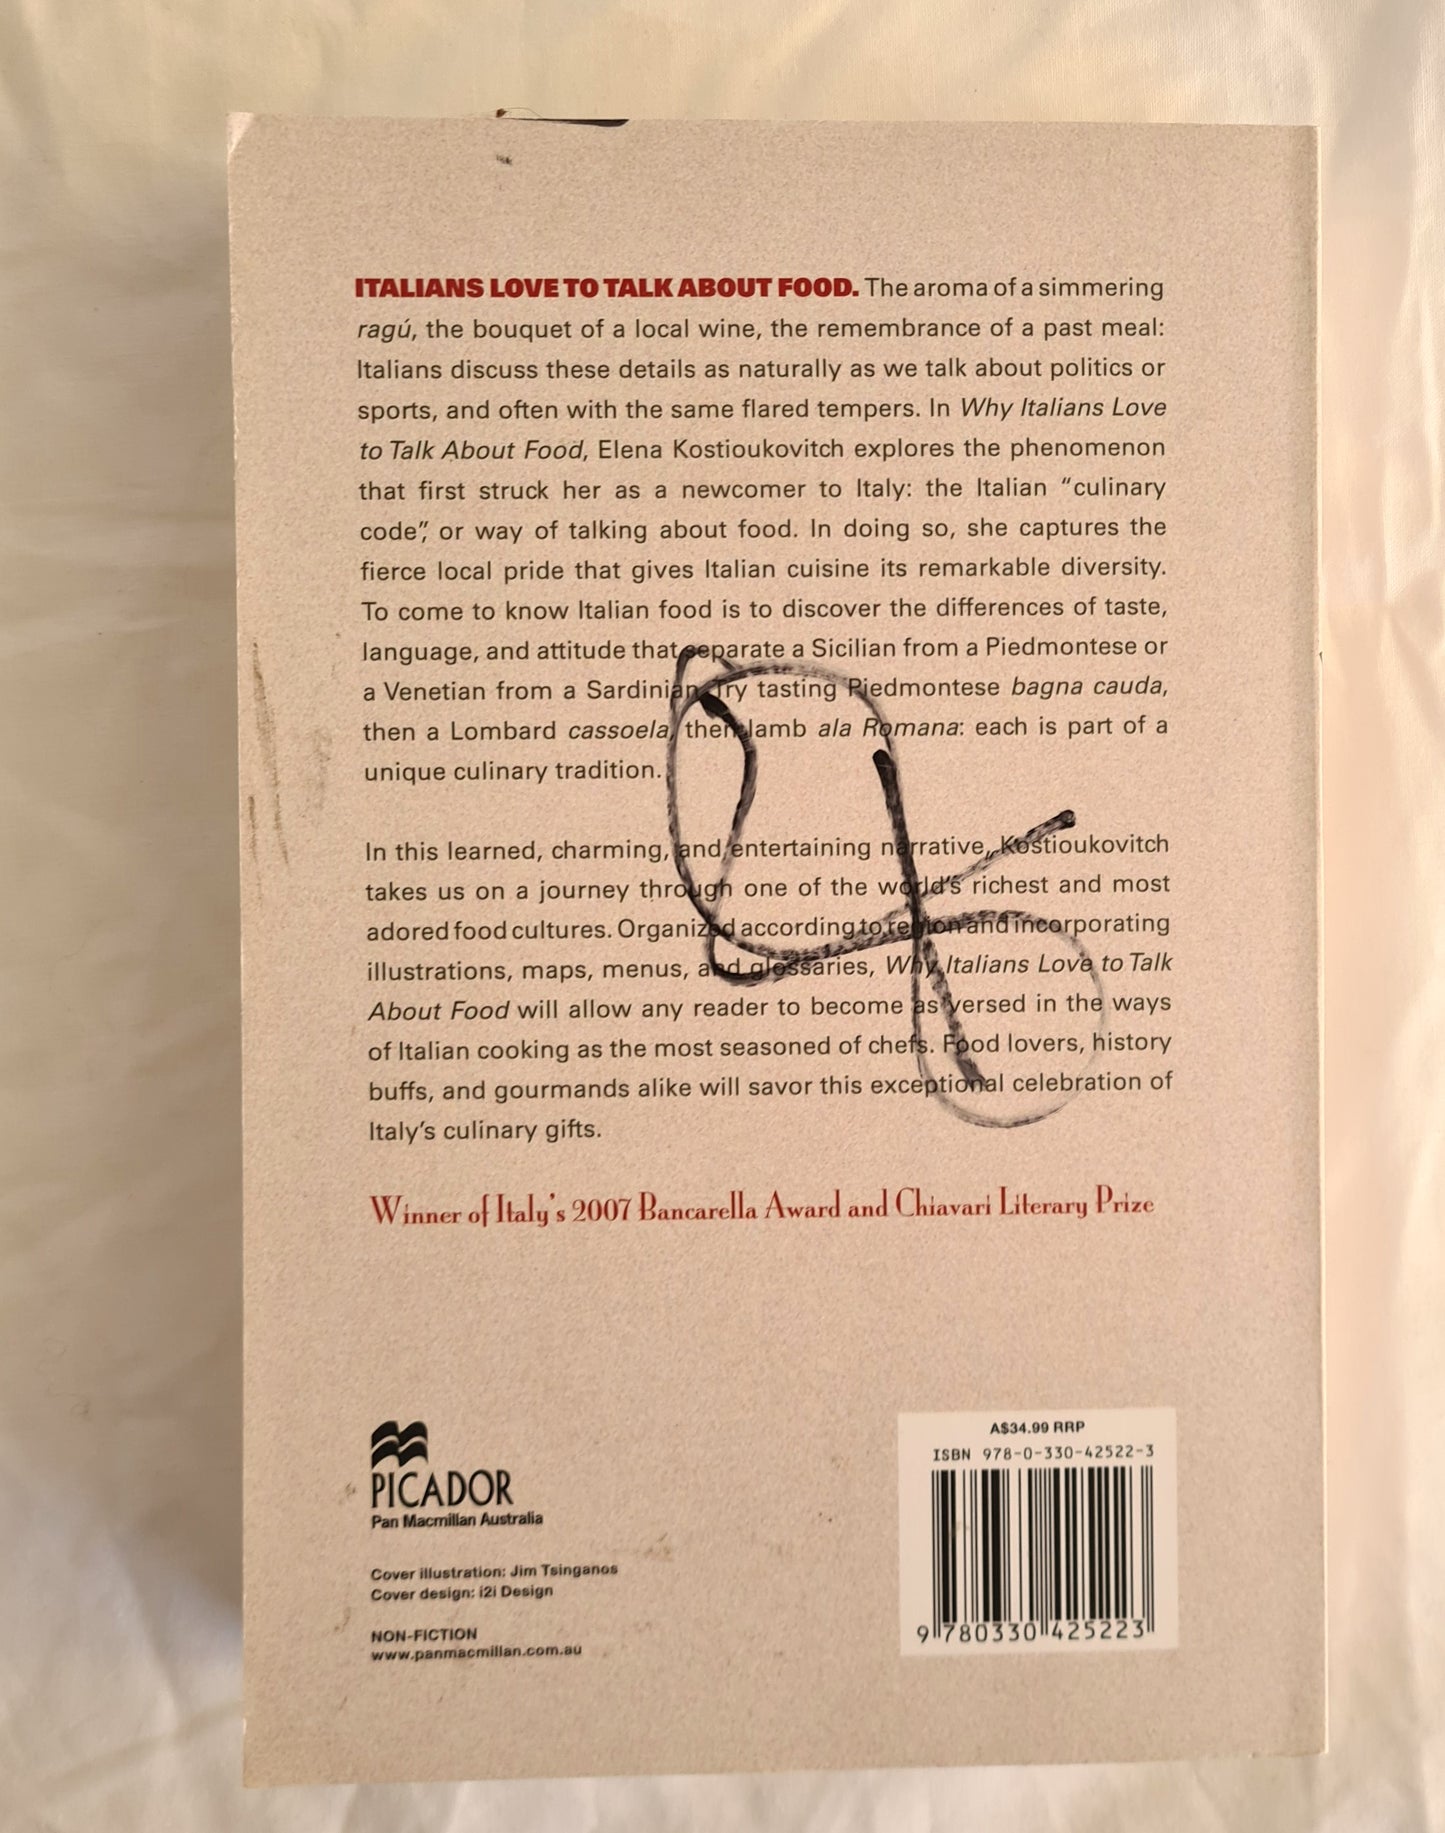 ITALIANS LOVE TO TALK ABOUT FOOD. The aroma of a simmering
ragú, the bouquet of a local wine, the remembrance of a past meal:
Italians discuss these details as naturally as we talk about politics or
sports, and often with the same flared tempers. In Why Italians Love
to Talk About Food, Elena Kostioukovitch explores the phenomenon
that first struck her as a newcomer to Italy: the Italian “culinary
code”, or way of talking about food. In doing so, she captures the
fierce local pride that gives Italian cuisine its remarkable diversity.
To come to know Italian food is to discover the differences of taste,
language, and attitude that separate a Sicilian from a Piedmontese or
a Venetian from a Sardinian. Try tasting Piedmontese bagna cauda,
then a Lombard cassoela, then lamb ala Romana: each is part of a
unique culinary tradition.
In this learned, charming, and entertaining narrative, Kostioukovitch
takes us on a journey through one of the world’s richest and most
adored food cultures. Organized according to region and incorporating
illustrations, maps, menus, and glossaries, Why Italians Love to Talk
About Food will allow any reader to become as versed in the ways
of Italian cooking as the most seasoned of chefs. Food lovers, history
buffs, and gourmands alike will savor this exceptional celebration of
Italy’s culinary gifts.
Winner of Italy's 2007 Bancarella Award and Chiavari Literary Prize
PICADOR
Pan Macmillan Australia
Cover illustration: Jim Tsinganos
Cover design: i2i Design
NON-FICTION
www.panmacmillan.com.au
A$34.99 RRP
ISBN 978-0-330-42522-3
9 780330 425223